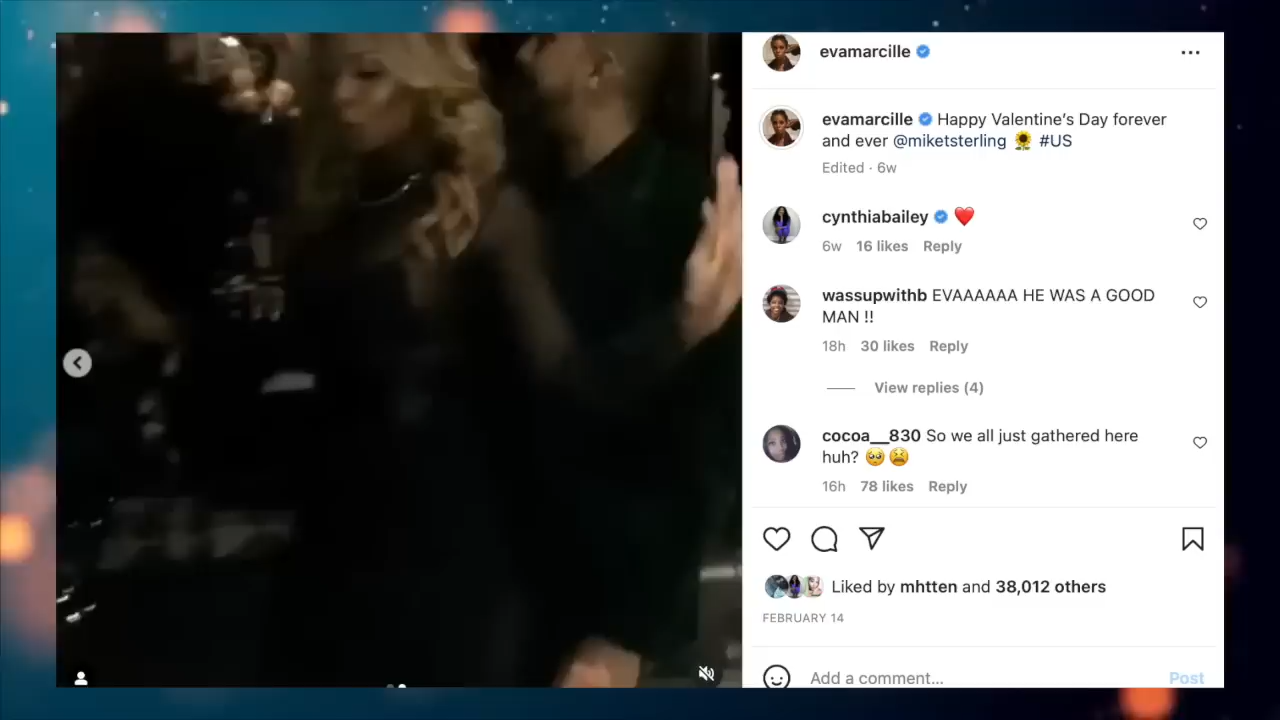 evamarcille
evamarcille Happy Valentine's Day forever
and ever @miketsterling 🌻 #US
Edited · 6w
cynthiabailey ❤️
6w 16 likes Reply
wassupwithb EVAAAAAA HE WAS A GOOD
MAN !!
18h 30 likes Reply
View replies (4)
cocoa__830 So we all just gathered here
huh? 🥺😫
16h 78 likes Reply
Liked by mhtten and 38,012 others
FEBRUARY 14
Add a comment... Post